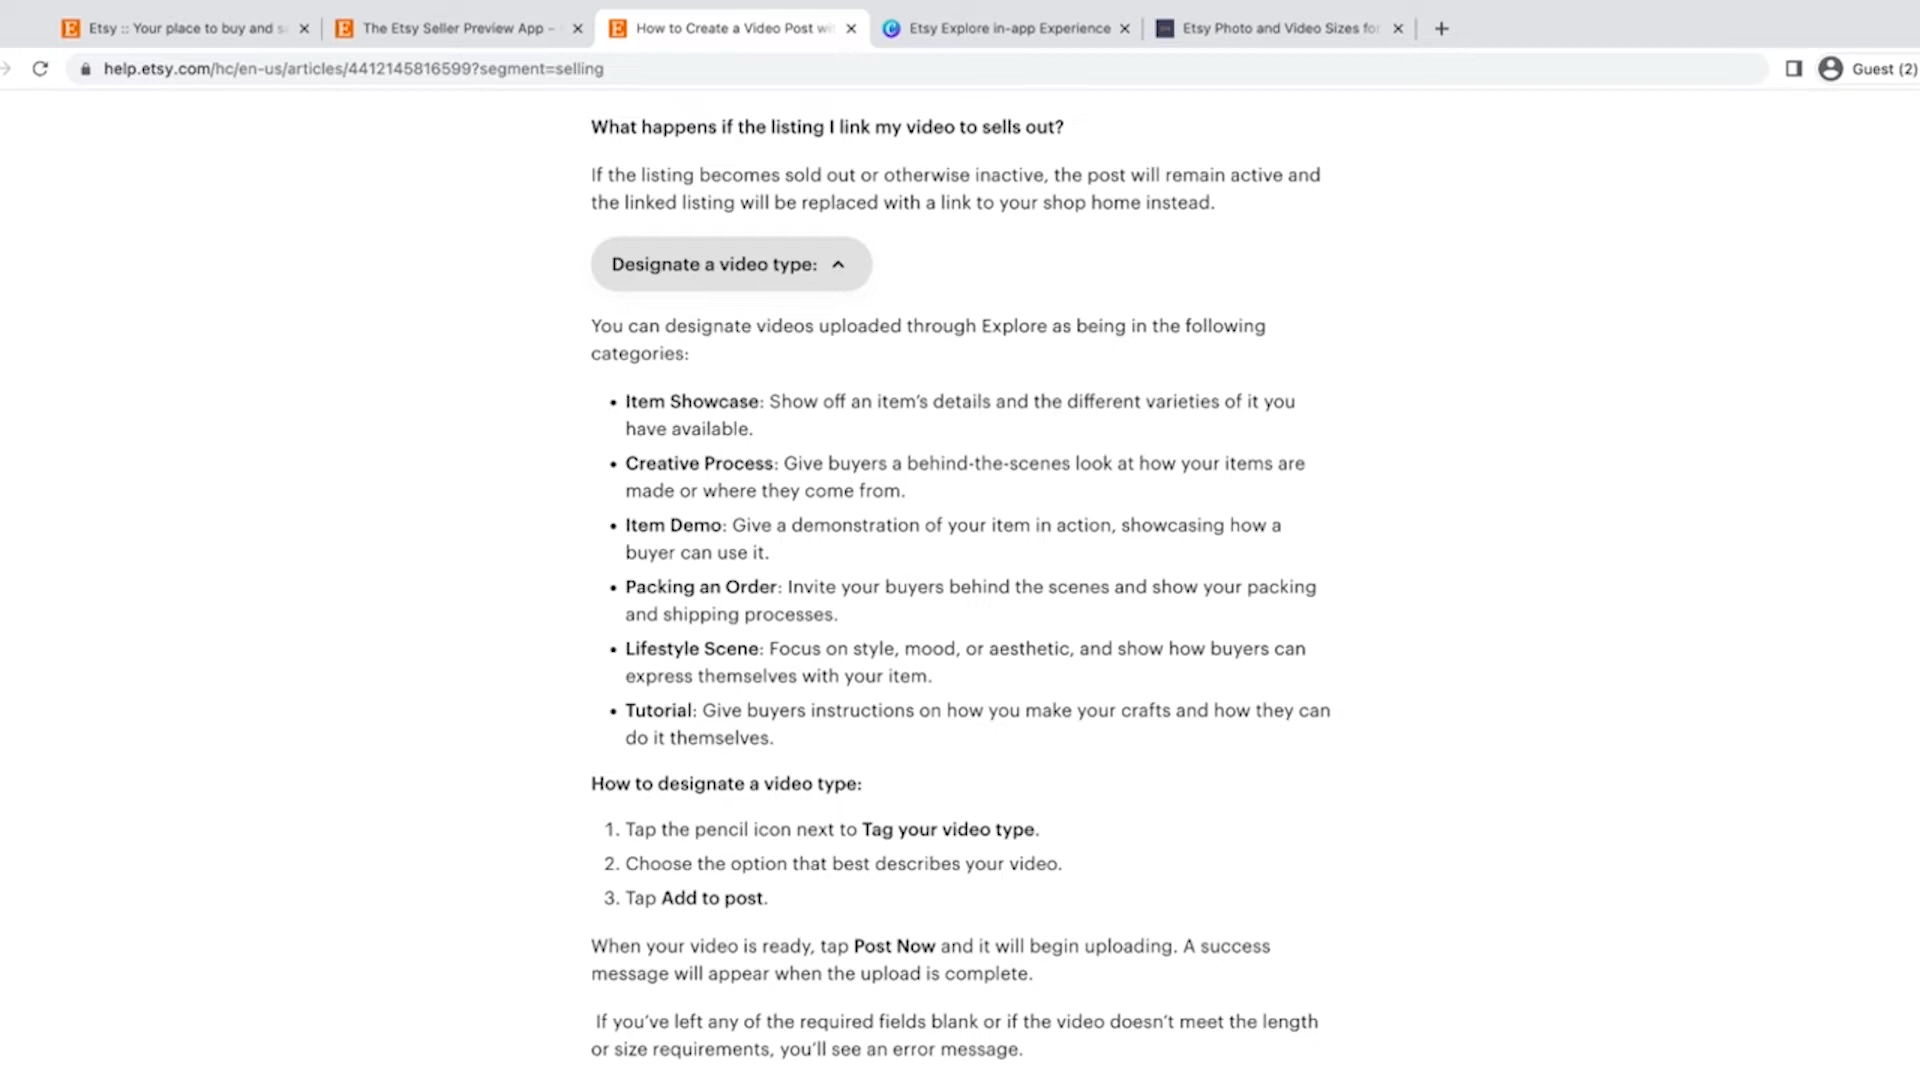 Etsy :: Your place to buy and s
The Etsy Seller Preview App –
How to Create a Video Post wit
Etsy Explore in-app Experience
Etsy Photo and Video Sizes for
help.etsy.com/hc/en-us/articles/4412145816599?segment=selling
Guest (2)
What happens if the listing I link my video to sells out?
If the listing becomes sold out or otherwise inactive, the post will remain active and
the linked listing will be replaced with a link to your shop home instead.
Designate a video type:
You can designate videos uploaded through Explore as being in the following
categories:
• Item Showcase: Show off an item's details and the different varieties of it you
have available.
• Creative Process: Give buyers a behind-the-scenes look at how your items are
made or where they come from.
• Item Demo: Give a demonstration of your item in action, showcasing how a
buyer can use it.
• Packing an Order: Invite your buyers behind the scenes and show your packing
and shipping processes.
• Lifestyle Scene: Focus on style, mood, or aesthetic, and show how buyers can
express themselves with your item.
• Tutorial: Give buyers instructions on how you make your crafts and how they can
do it themselves.
How to designate a video type:
1. Tap the pencil icon next to Tag your video type.
2. Choose the option that best describes your video.
3. Tap Add to post.
When your video is ready, tap Post Now and it will begin uploading. A success
message will appear when the upload is complete.
If you've left any of the required fields blank or if the video doesn't meet the length
or size requirements, you'll see an error message.